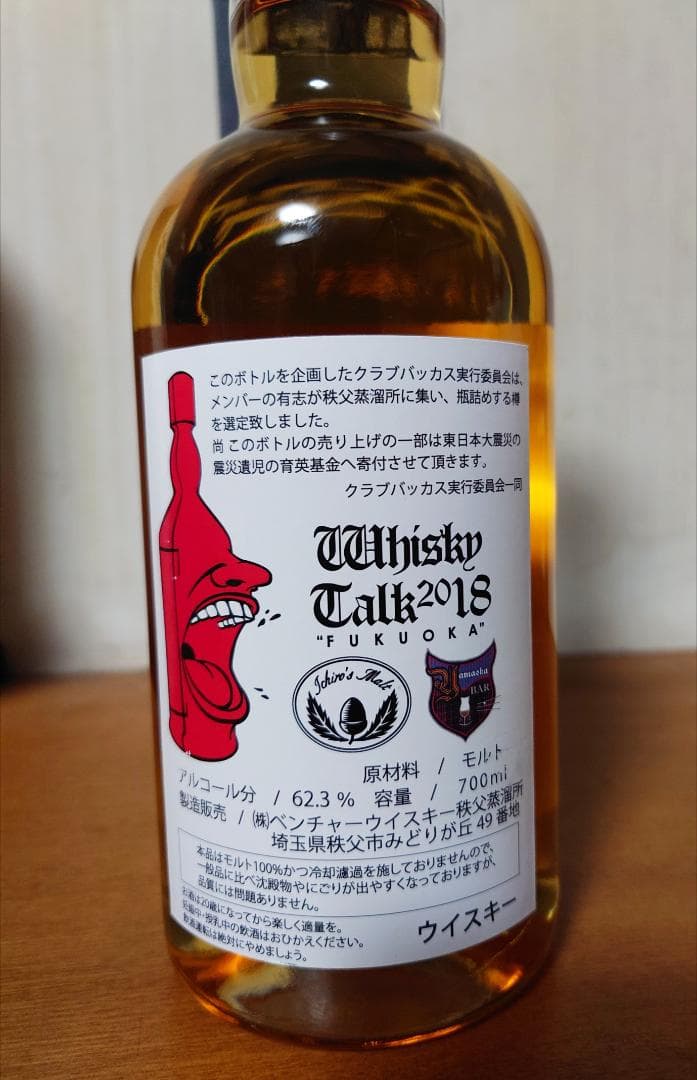 このボトルを企画したクラブバッカス実行委員会は、
メンバーの有志が秩父蒸溜所に集い、瓶詰めする樽
を選定致しました。
尚 このボトルの売り上げの一部は東日本大震災の
震災遺児の育英基金へ寄付させて頂きます。
クラブバッカス実行委員会一同
Whisky
Talk 2018
"FUKUOKA"
Ichiro's Malt
Yamaoka
BAR
原材料 / モルト
アルコール分 / 62.3 % 容量 / 700ml
製造販売 / ㈱ベンチャーウイスキー秩父蒸溜所
埼玉県秩父市みどりが丘 49 番地
本品はモルト100%かつ冷却濾過を施しておりませんので、
一般品に比べ沈殿物やにごりが出やすくなっておりますが、
品質には問題ありません。
お酒は20歳になってから楽しく適量を。
妊娠中・授乳中の飲酒はおひかえください。
飲酒運転は絶対にやめましょう。
ウイスキー